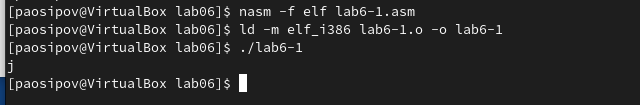 [paosipov@VirtualBox lab06]$ nasm -f elf lab6-1.asm
[paosipov@VirtualBox lab06]$ ld -m elf_i386 lab6-1.o -o lab6-1
[paosipov@VirtualBox lab06]$ ./lab6-1
j
[paosipov@VirtualBox lab06]$